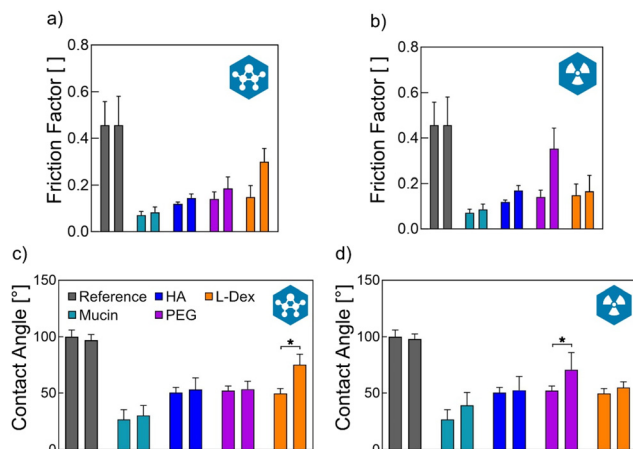 a)
Friction Factor [ ]
0.8
0.6
0.4
0.2
0.0
b)
Friction Factor [ ]
0.8
0.6
0.4
0.2
0.0
c)
Contact Angle [°]
150
100
50
0
Reference
HA
L-Dex
Mucin
PEG
*
d)
Contact Angle [°]
150
100
50
0
*